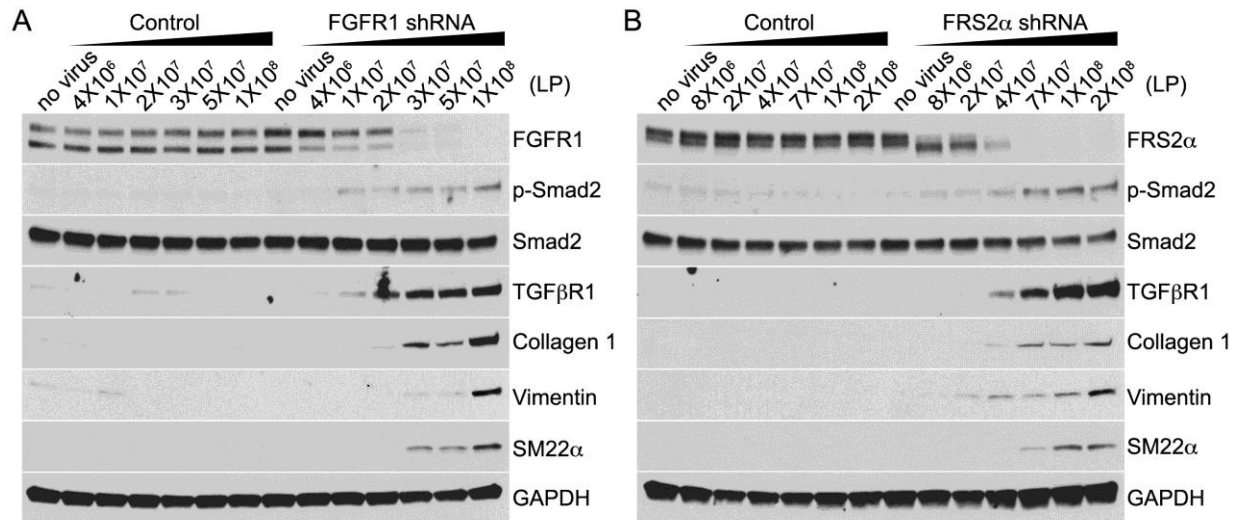 A
Control
FGFR1 shRNA
no virus
4X10⁶
1X10⁷
2X10⁷
3X10⁷
5X10⁷
1X10⁸
no virus
4X10⁶
1X10⁷
2X10⁷
3X10⁷
5X10⁷
1X10⁸
(LP)
FGFR1
p-Smad2
Smad2
TGFβR1
Collagen 1
Vimentin
SM22α
GAPDH
B
Control
FRS2α shRNA
no virus
8X10⁶
2X10⁷
4X10⁷
7X10⁷
1X10⁸
2X10⁸
no virus
8X10⁶
2X10⁷
4X10⁷
7X10⁷
1X10⁸
2X10⁸
(LP)
FRS2α
p-Smad2
Smad2
TGFβR1
Collagen 1
Vimentin
SM22α
GAPDH